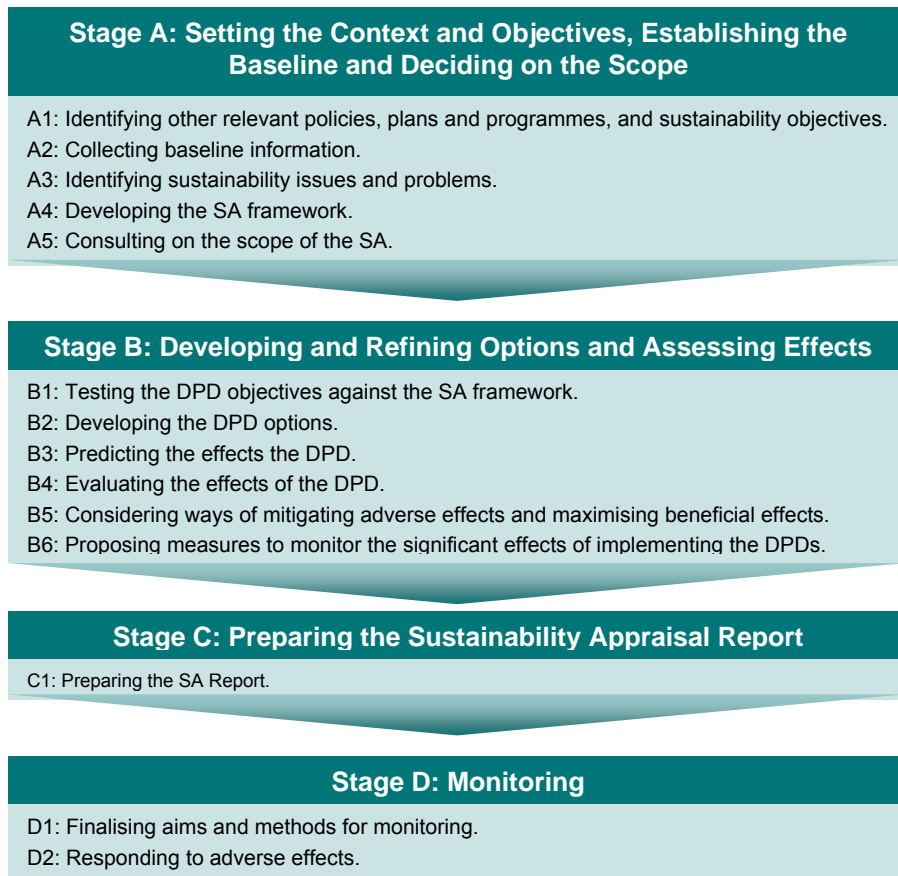 Stage A: Setting the Context and Objectives, Establishing the
Baseline and Deciding on the Scope
A1: Identifying other relevant policies, plans and programmes, and sustainability objectives.
A2: Collecting baseline information.
A3: Identifying sustainability issues and problems.
A4: Developing the SA framework.
A5: Consulting on the scope of the SA.
Stage B: Developing and Refining Options and Assessing Effects
B1: Testing the DPD objectives against the SA framework.
B2: Developing the DPD options.
B3: Predicting the effects the DPD.
B4: Evaluating the effects of the DPD.
B5: Considering ways of mitigating adverse effects and maximising beneficial effects.
B6: Proposing measures to monitor the significant effects of implementing the DPDs.
Stage C: Preparing the Sustainability Appraisal Report
C1: Preparing the SA Report.
Stage D: Monitoring
D1: Finalising aims and methods for monitoring.
D2: Responding to adverse effects.